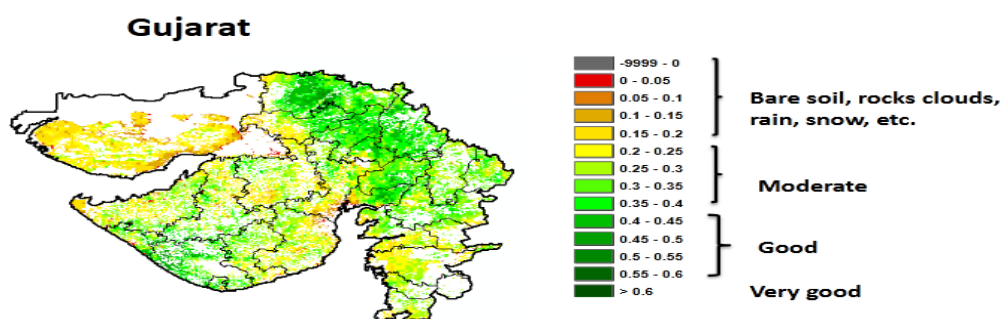 Gujarat
-9999 - 0
0 - 0.05
0.05 - 0.1
0.1 - 0.15
0.15 - 0.2
0.2 - 0.25
0.25 - 0.3
0.3 - 0.35
0.35 - 0.4
0.4 - 0.45
0.45 - 0.5
0.5 - 0.55
0.55 - 0.6
> 0.6
Bare soil, rocks clouds,
rain, snow, etc.
Moderate
Good
Very good